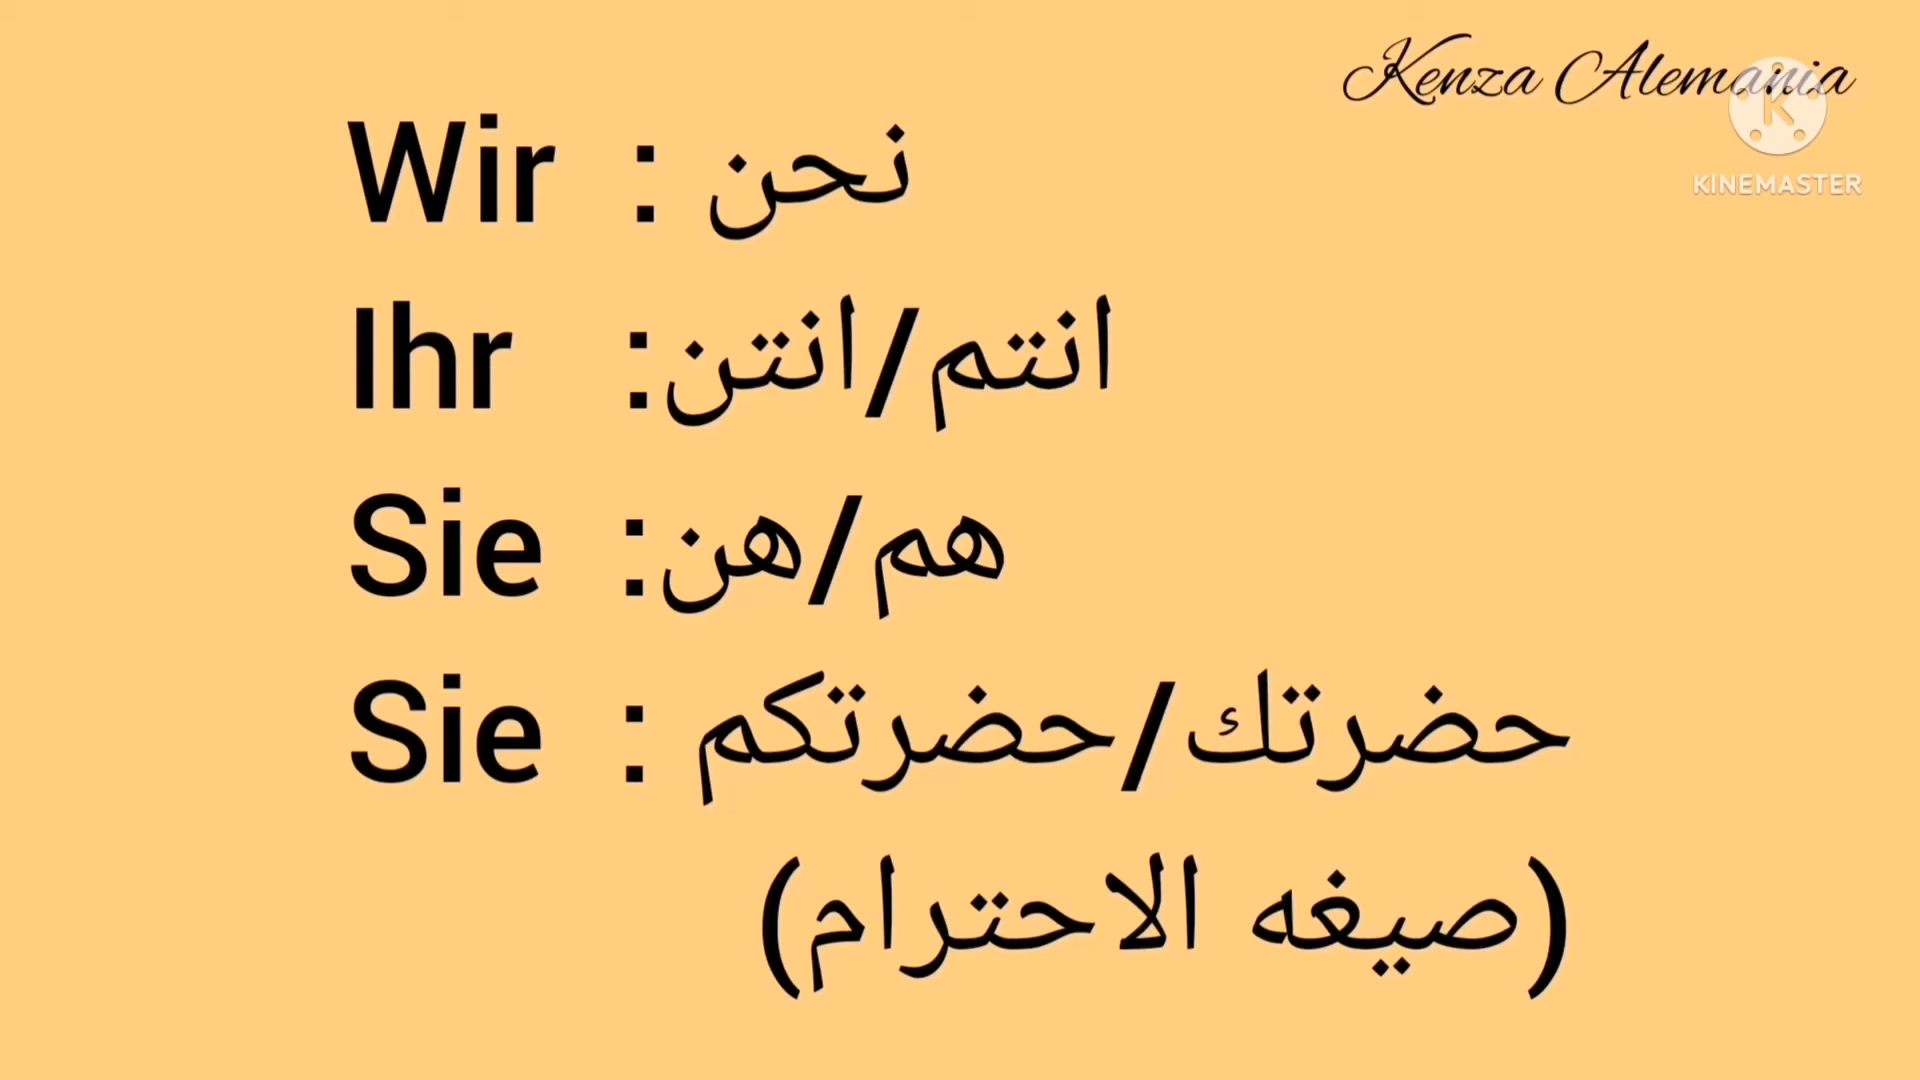 Kenza Alemania
KINEMASTER
Wir : نحن
Ihr :انتم/انتن
Sie :هم/هن
Sie : حضرتك/حضرتكم
(صيغه الاحترام)